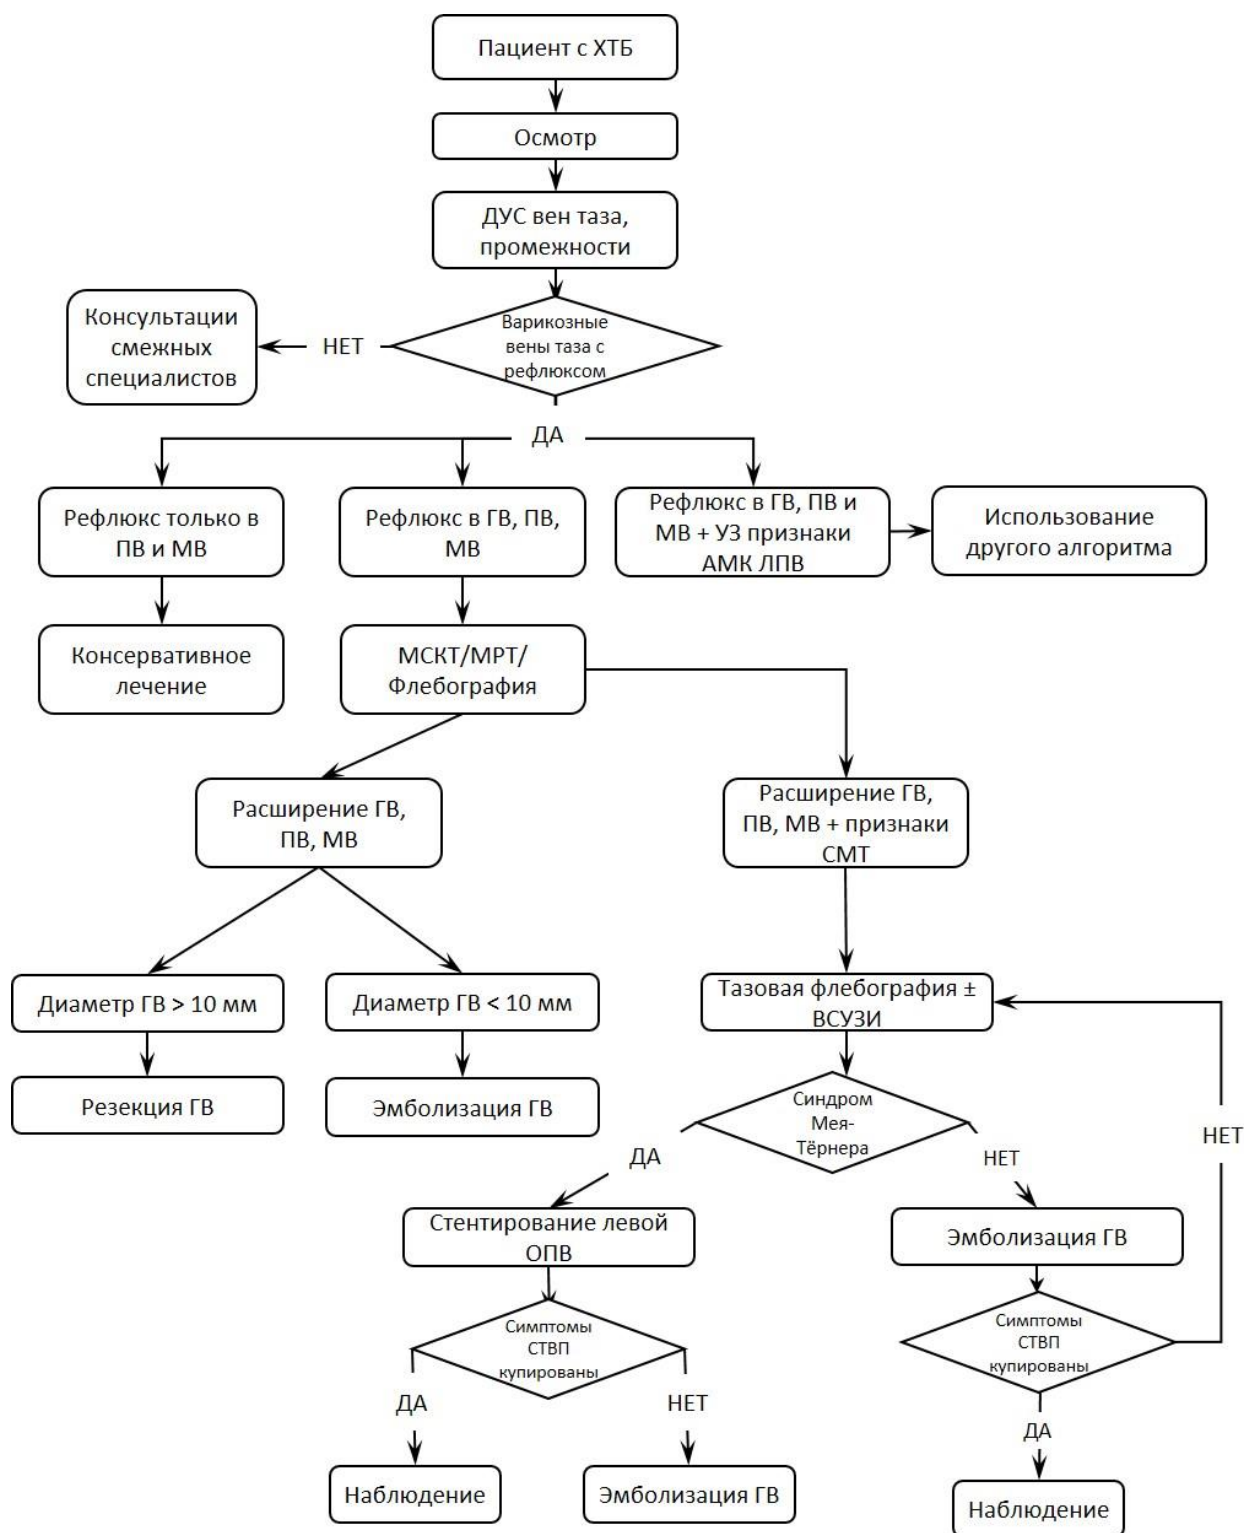 Пациент с ХТБ
Осмотр
ДУС вен таза,
промежности
Варикозные
вены таза с
рефлюксом
НЕТ
Консультации
смежных
специалистов
ДА
Рефлюкс только в
ПВ и МВ
Рефлюкс в ГВ, ПВ,
МВ
Рефлюкс в ГВ, ПВ и
МВ + УЗ признаки
АМК ЛПВ
Использование
другого алгоритма
Консервативное
лечение
МСКТ/МРТ/
Флебография
Расширение ГВ,
ПВ, МВ
Расширение ГВ,
ПВ, МВ + признаки
СМТ
Диаметр ГВ > 10 мм
Диаметр ГВ < 10 мм
Тазовая флебография ±
ВСУЗИ
Резекция ГВ
Эмболизация ГВ
Синдром
Мея-
Тёрнера
НЕТ
ДА
НЕТ
Стентирование левой
ОПВ
Эмболизация ГВ
Симптомы
СТВП
купированы
Симптомы
СТВП
купированы
ДА
НЕТ
ДА
Наблюдение
Эмболизация ГВ
Наблюдение